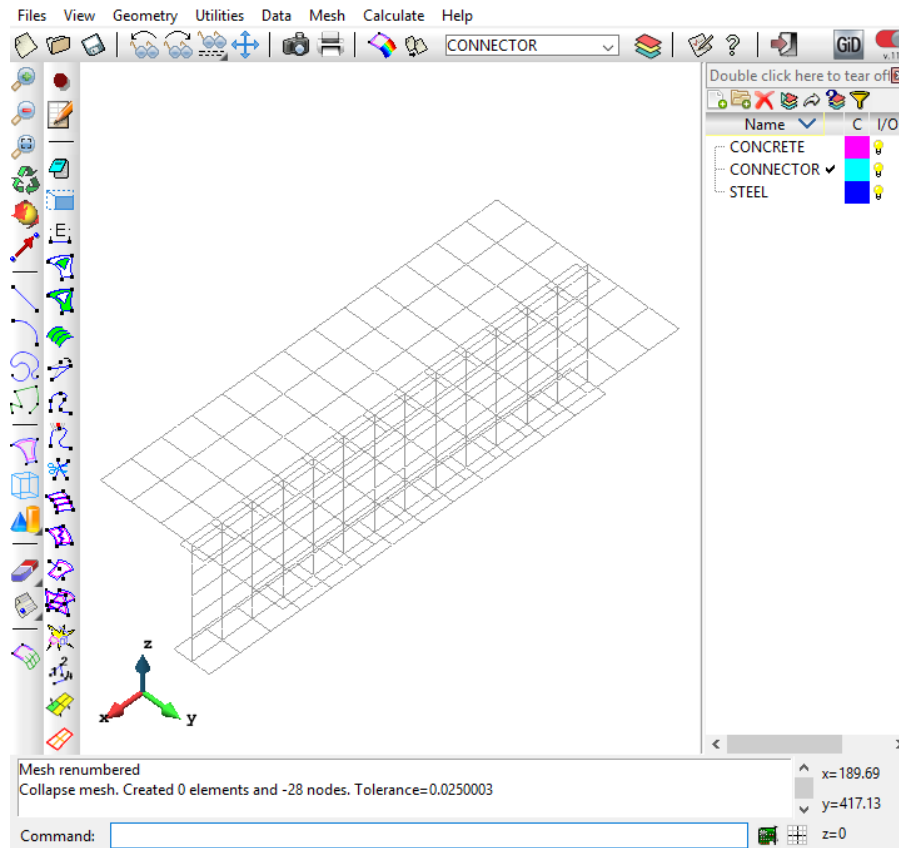 Files View Geometry Utilities Data Mesh Calculate Help
CONNECTOR
GiD
v.11
Double click here to tear off
Name C I/O
CONCRETE
CONNECTOR
STEEL
E
z
x
y
Mesh renumbered
Collapse mesh. Created 0 elements and -28 nodes. Tolerance=0.0250003
x=189.69
y=417.13
z=0
Command: